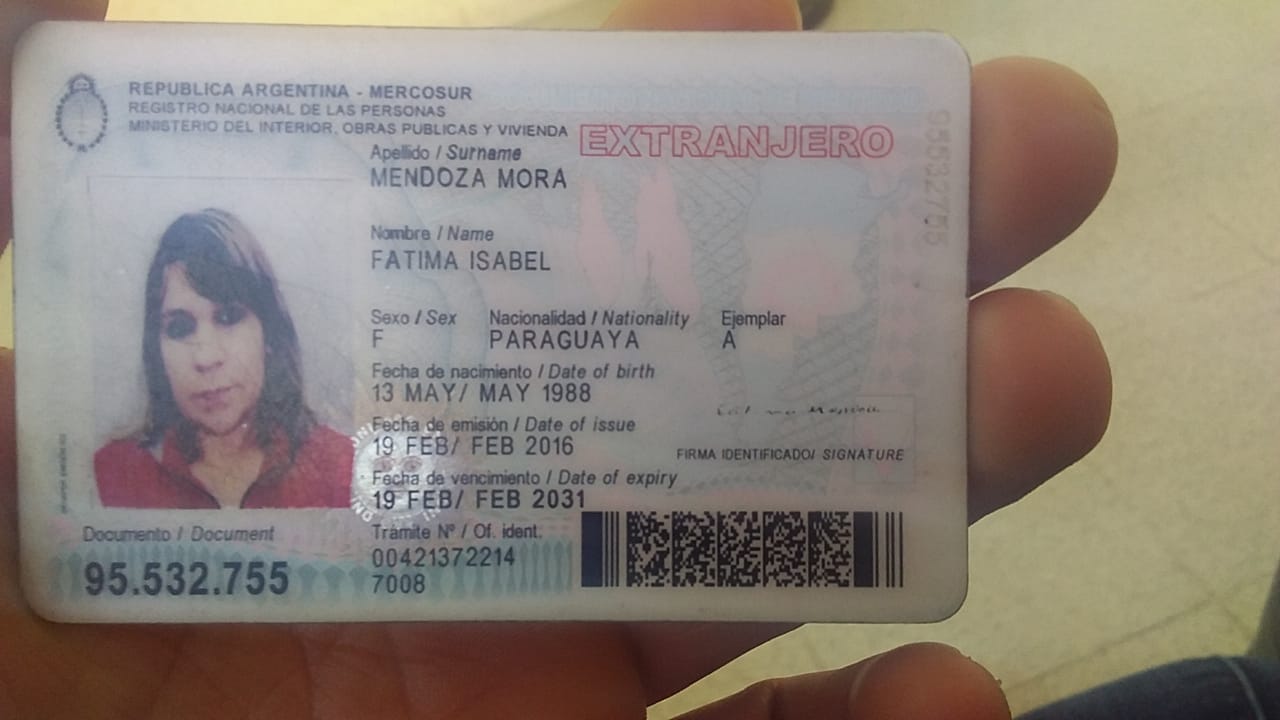 REPUBLICA ARGENTINA - MERCOSUR
REGISTRO NACIONAL DE LAS PERSONAS
MINISTERIO DEL INTERIOR, OBRAS PUBLICAS Y VIVIENDA
EXTRANJERO
Apellido / Surname
MENDOZA MORA
Nombre / Name
FATIMA ISABEL
Sexo / Sex Nacionalidad / Nationality Ejemplar
F PARAGUAYA A
Fecha de nacimiento / Date of birth
13 MAY/ MAY 1988
Fecha de emisión / Date of issue
19 FEB/ FEB 2016
FIRMA IDENTIFICADO/ SIGNATURE
Fecha de vencimiento / Date of expiry
19 FEB/ FEB 2031
Documento / Document
95.532.755
Trámite Nº / Of. ident.
00421372214
7008